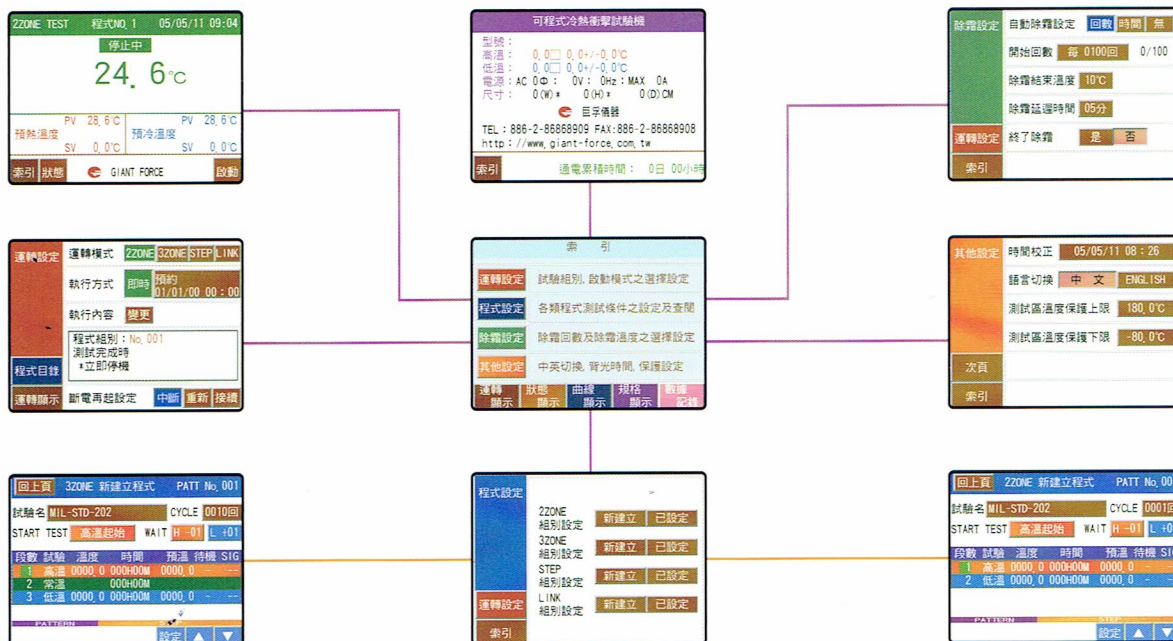 2ZONE TEST 程式NO. 1 05/05/11 09:04
停止中
24. 6℃
PV 28. 6℃ PV 28. 6℃
預熱溫度 預冷溫度
SV 0. 0℃ SV 0. 0℃
索引 狀態 GIANT FORCE 啟動
可程式冷熱衝擊試驗機
型號:
高溫: 0. 0□ 0. 0+/-0. 0℃
低溫: 0. 0□ 0. 0+/-0. 0℃
電源:AC 0Φ: 0V: 0Hz:MAX 0A
尺寸: 0(W)* 0(H)* 0(D)CM
巨孚儀器
TEL:886-2-86868909 FAX:886-2-86868908
http://www.giant-force.com.tw
索引 通電累積時間: 0日 00小時
除霜設定 自動除霜設定 回數 時間 無
開始回數 每 0100回 0/100
除霜結束溫度 10℃
除霜延遲時間 05分
運轉設定 終了除霜 是 否
索引
運轉設定 運轉模式 2ZONE 3ZONE STEP LINK
執行方式 即時 預約
01/01/00 00:00
執行內容 變更
程式組別:No. 001
測試完成時
*立即停機
程式目錄
運轉顯示 斷電再起設定 中斷 重新 接續
索 引
運轉設定 試驗組別, 啟動模式之選擇設定
程式設定 各類程式測試條件之設定及查閱
除霜設定 除霜回數及除霜溫度之選擇設定
其他設定 中英切換, 背光時間, 保護設定
運轉顯示 狀態顯示 曲線顯示 規格顯示 數據記錄
其他設定 時間校正 05/05/11 08:26
語言切換 中 文 ENGLISH
測試區溫度保護上限 180. 0℃
測試區溫度保護下限 -80. 0℃
次頁
索引
回上頁 3ZONE 新建立程式 PATT No. 001
試驗名 MIL-STD-202 CYCLE 0010回
START TEST 高溫起始 WAIT H -01 L +01
段數 試驗 溫度 時間 預溫 待機 SIG
1 高溫 0000. 0 000H00M 0000. 0 - --
2 常溫 000H00M
3 低溫 0000. 0 000H00M 0000. 0 - --
PATTERN STEP
設定 ▲ ▼
程式設定
2ZONE
組別設定 新建立 已設定
3ZONE
組別設定 新建立 已設定
STEP
組別設定 新建立 已設定
LINK
組別設定 新建立 已設定
運轉設定
索引
回上頁 2ZONE 新建立程式 PATT No. 00
試驗名 MIL-STD-202 CYCLE 0001回
START TEST 高溫起始 WAIT H -01 L +0
段數 試驗 溫度 時間 預溫 待機 SIG
1 高溫 0000. 0 000H00M 0000. 0 - --
2 低溫 0000. 0 000H00M 0000. 0 - --
PATTERN STEP
設定 ▲ ▼